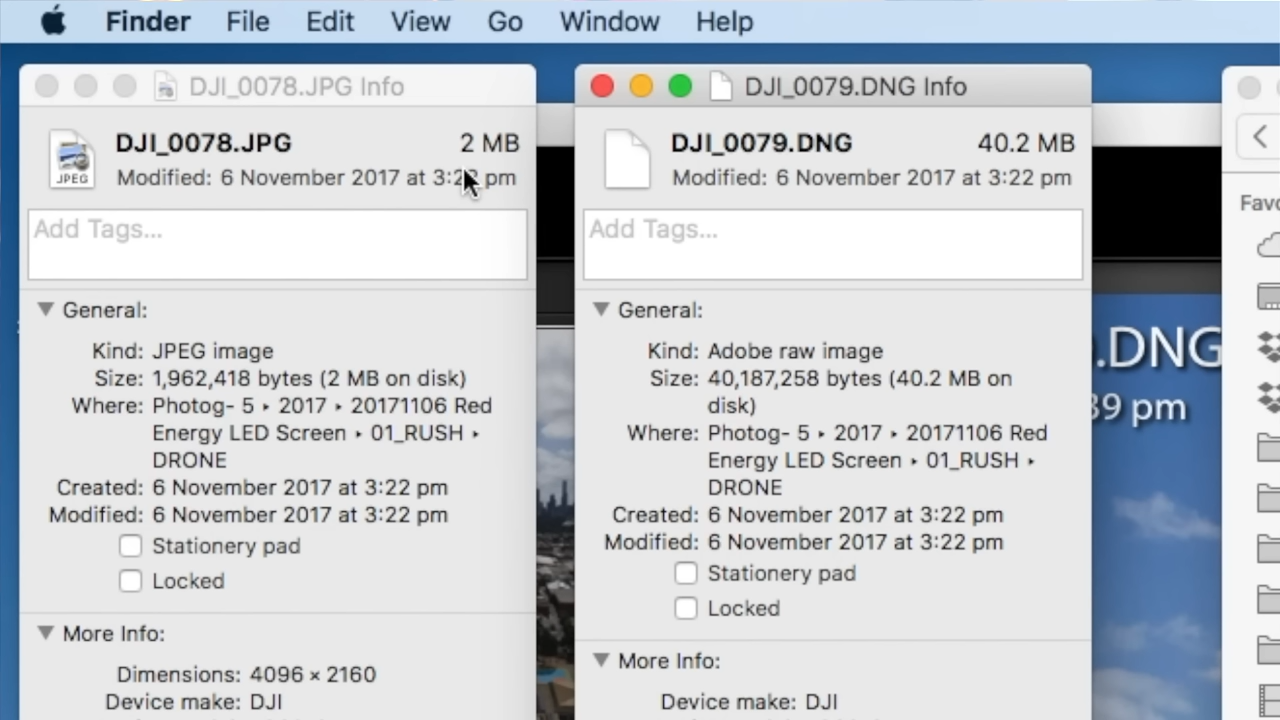 Finder File Edit View Go Window Help
DJI_0078.JPG Info
JPEG
DJI_0078.JPG 2 MB
Modified: 6 November 2017 at 3:22 pm
Add Tags...
General:
Kind: JPEG image
Size: 1,962,418 bytes (2 MB on disk)
Where: Photog- 5 ▸ 2017 ▸ 20171106 Red
Energy LED Screen ▸ 01_RUSH ▸
DRONE
Created: 6 November 2017 at 3:22 pm
Modified: 6 November 2017 at 3:22 pm
Stationery pad
Locked
More Info:
Dimensions: 4096 × 2160
Device make: DJI
DJI_0079.DNG Info
DJI_0079.DNG 40.2 MB
Modified: 6 November 2017 at 3:22 pm
Add Tags...
General:
Kind: Adobe raw image
Size: 40,187,258 bytes (40.2 MB on
disk)
Where: Photog- 5 ▸ 2017 ▸ 20171106 Red
Energy LED Screen ▸ 01_RUSH ▸
DRONE
Created: 6 November 2017 at 3:22 pm
Modified: 6 November 2017 at 3:22 pm
Stationery pad
Locked
More Info:
Device make: DJI
.DNG
39 pm
Favo